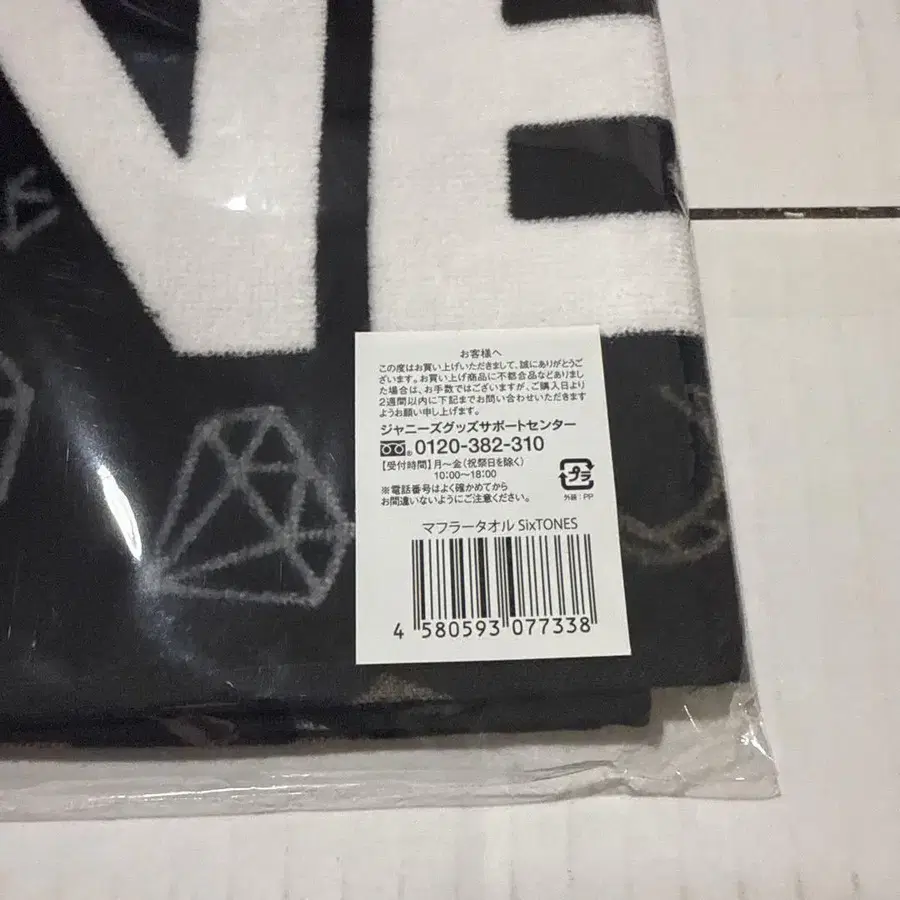 NE
お客様へ
この度はお買い上げいただきまして、誠にありがとうご
ざいます。お買い上げ商品に不都合品などありまし
た場合は、お手数ではございますが、ご購入日より
2週間以内に下記までお問い合わせいただきます
ようお願い申し上げます。
ジャニーズグッズサポートセンター
0120-382-310
【受付時間】月〜金(祝祭日を除く)
10:00〜18:00
※電話番号はよく確かめてから
お間違いないようにご注意ください。
プラ
外装:PP
マフラータオル SixTONES
4 580593 077338